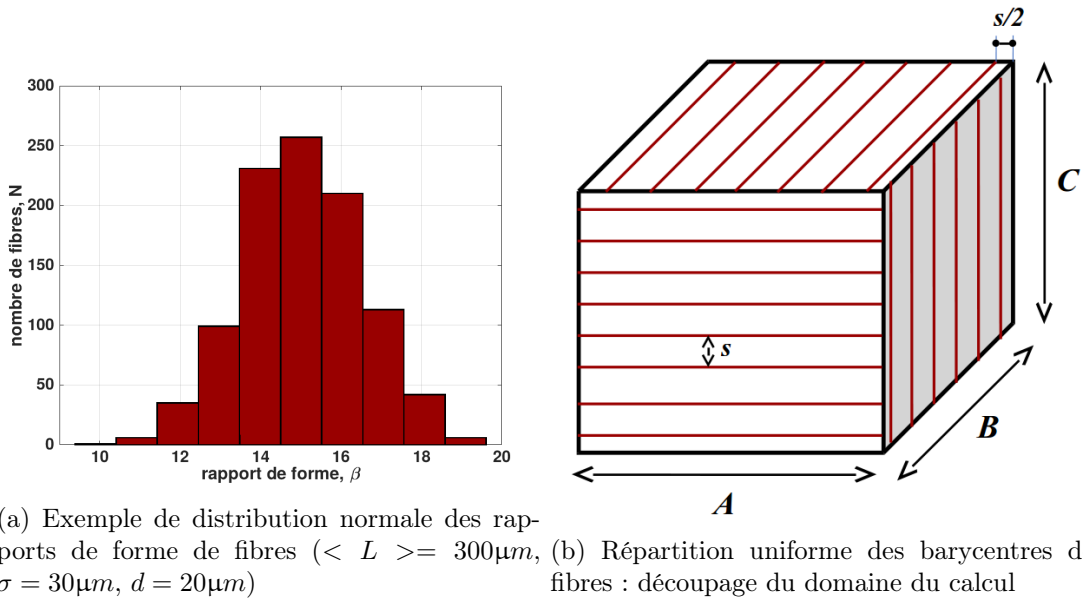 s/2
300
250
200
150
100
50
0
nombre de fibres, N
10 12 14 16 18 20
rapport de forme, β
s
A
B
C
(a) Exemple de distribution normale des rap-
ports de forme de fibres (< L >= 300μm,
σ = 30μm, d = 20μm)
(b) Répartition uniforme des barycentres d
fibres : découpage du domaine du calcul